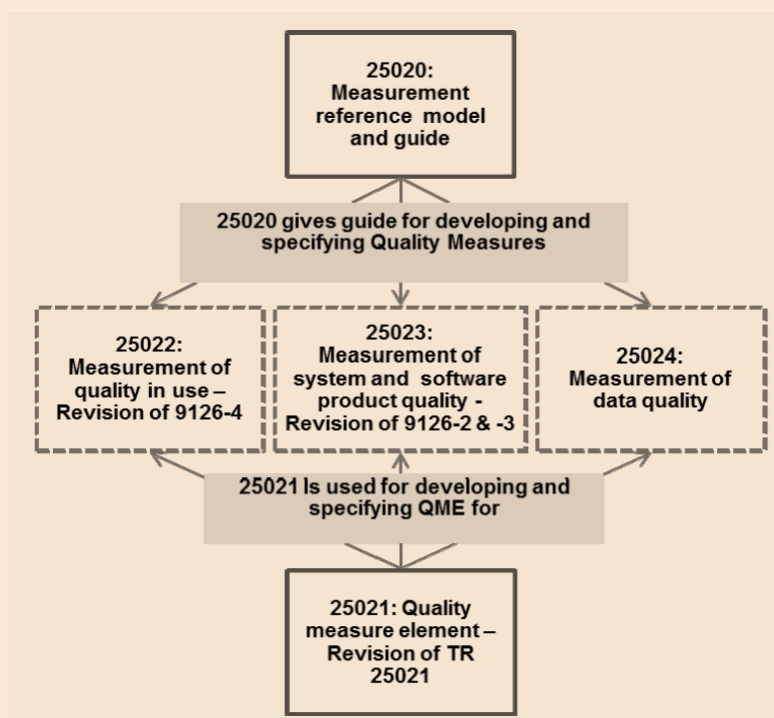 25020:
Measurement
reference model
and guide
25020 gives guide for developing and
specifying Quality Measures
25022:
Measurement of
quality in use –
Revision of 9126-4
25023:
Measurement of
system and software
product quality -
Revision of 9126-2 & -3
25024:
Measurement of
data quality
25021 Is used for developing and
specifying QME for
25021: Quality
measure element –
Revision of TR
25021